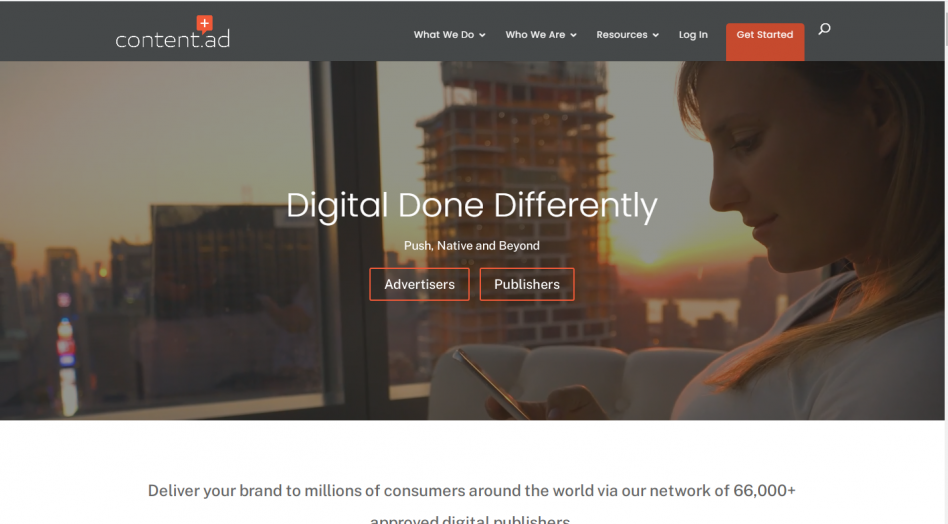 content.ad
What We Do
Who We Are
Resources
Log In
Get Started
Digital Done Differently
Push, Native and Beyond
Advertisers
Publishers
Deliver your brand to millions of consumers around the world via our network of 66,000+
approved digital publishers